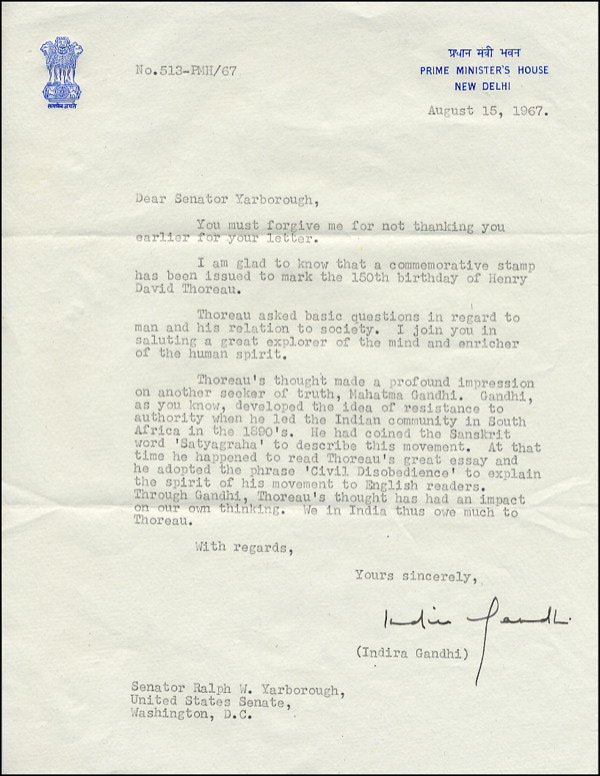 सत्यमेव जयते
No.513-PMH/67
प्रधान मंत्री भवन
PRIME MINISTER'S HOUSE
NEW DELHI
August 15, 1967.
Dear Senator Yarborough,
You must forgive me for not thanking you
earlier for your letter.
I am glad to know that a commemorative stamp
has been issued to mark the 150th birthday of Henry
David Thoreau.
Thoreau asked basic questions in regard to
man and his relation to society. I join you in
saluting a great explorer of the mind and enricher
of the human spirit.
Thoreau's thought made a profound impression
on another seeker of truth, Mahatma Gandhi. Gandhi,
as you know, developed the idea of resistance to
authority when he led the Indian community in South
Africa in the 1890's. He had coined the Sanskrit
word 'Satyagraha' to describe this movement. At that
time he happened to read Thoreau's great essay and
he adopted the phrase 'Civil Disobedience' to explain
the spirit of his movement to English readers.
Through Gandhi, Thoreau's thought has had an impact
on our own thinking. We in India thus owe much to
Thoreau.
With regards,
Yours sincerely,
Indira Gandhi
(Indira Gandhi)
Senator Ralph W. Yarborough,
United States Senate,
Washington, D.C.